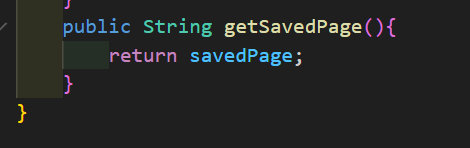 }
public String getSavedPage(){
return savedPage;
}
}